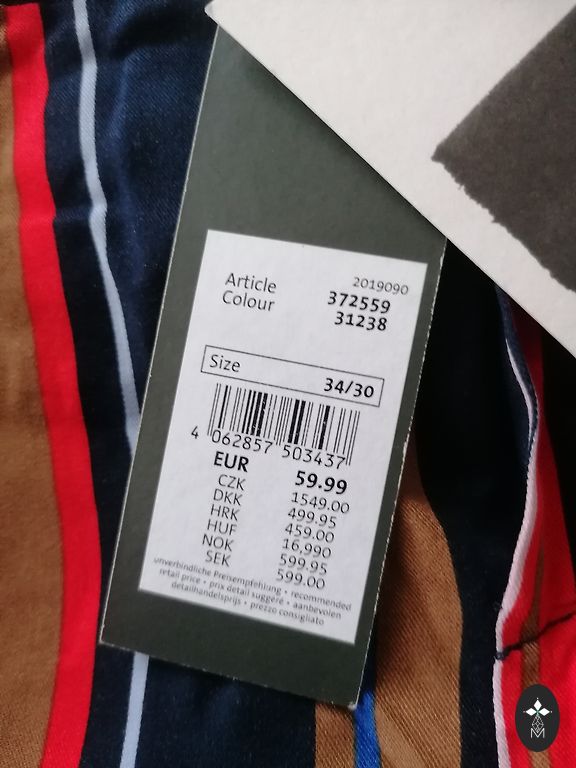 2019090
Article 372559
Colour 31238
Size 34/30
4 062857 503437
EUR 59.99
CZK 1549.00
DKK 499.95
HRK 459.00
HUF 16.990
NOK 599.95
SEK 599.00
unverbindliche Preisempfehlung • recommended
retail price • prix detail suggeré • aanbevolen
detailhandelsprijs • prezzo consigliato
M